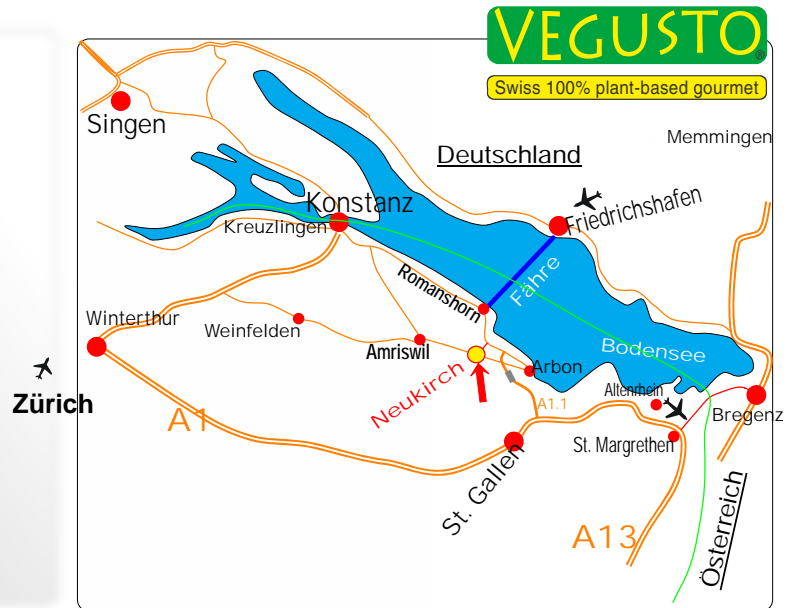 VEGUSTO®
Swiss 100% plant-based gourmet
Singen
Memmingen
Deutschland
Konstanz
Friedrichshafen
Kreuzlingen
Romanshorn
Fähre
Winterthur
Weinfelden
Amriswil
Bodensee
Arbon
Zürich
Neukirch
Altenrhein
A1
A1.1
Bregenz
St. Gallen
St. Margrethen
Österreich
A13